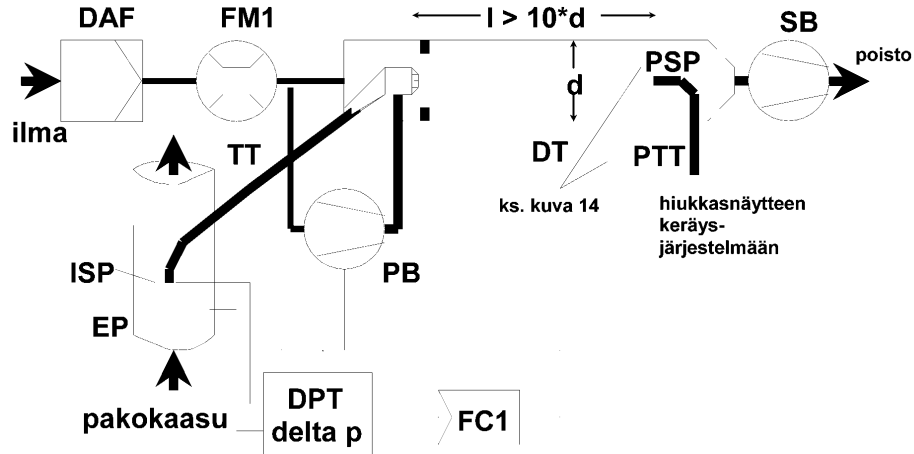 DAF
FM1
l > 10*d
SB
PSP
poisto
d
ilma
TT
DT
PTT
ks. kuva 14
hiukkasnäytteen
keräys-
järjestelmään
ISP
PB
EP
DPT
delta p
FC1
pakokaasu